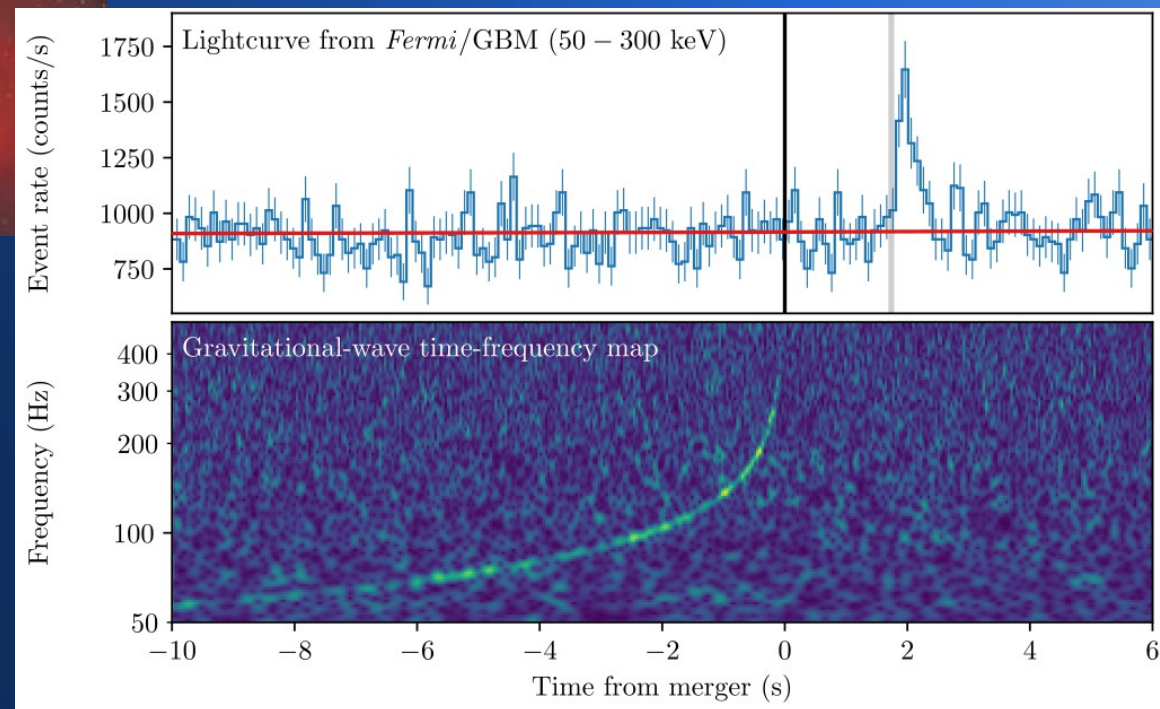 Lightcurve from Fermi/GBM (50 − 300 keV)
Event rate (counts/s)
1750
1500
1250
1000
750
Gravitational-wave time-frequency map
Frequency (Hz)
400
300
200
100
50
−10 −8 −6 −4 −2 0 2 4 6
Time from merger (s)